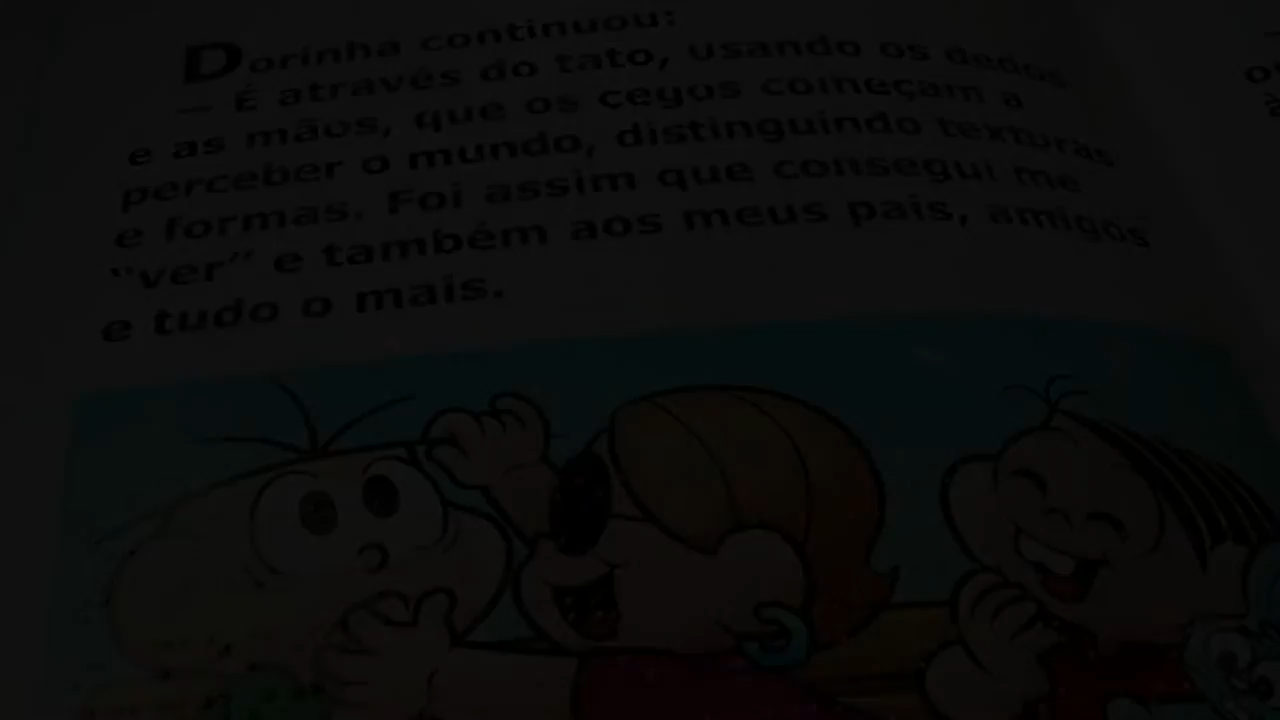 Dorinha continuou:
— É através do tato, usando os dedos
e as mãos, que os cegos começam a
perceber o mundo, distinguindo texturas
e formas. Foi assim que consegui me
“ver” e também aos meus pais, amigos
e tudo o mais.